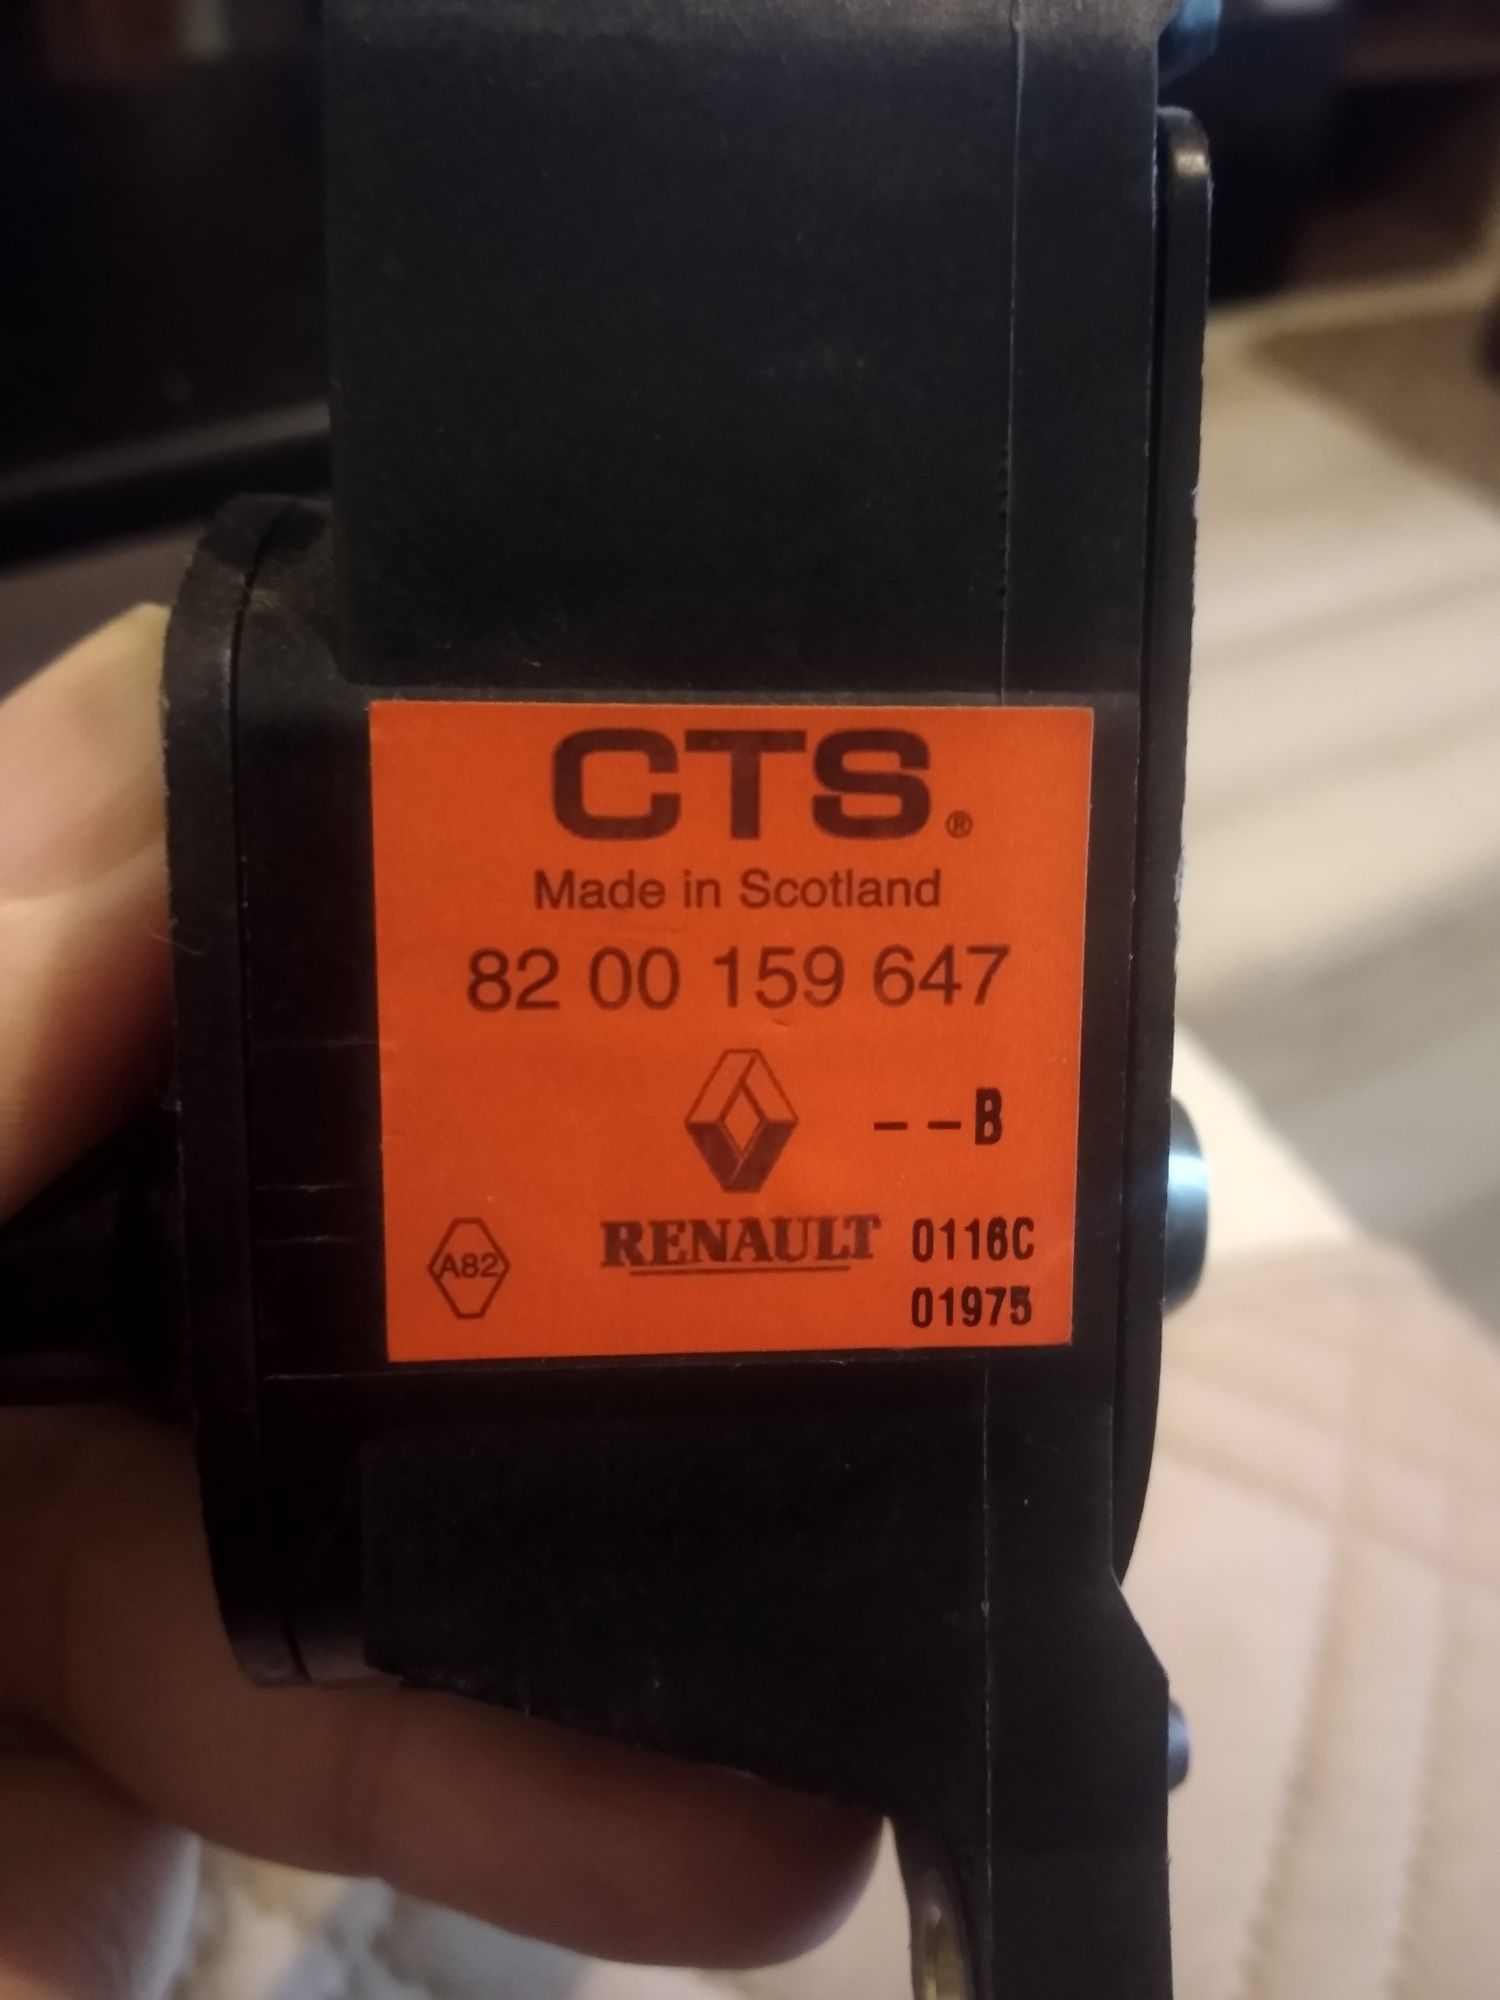 CTS®
Made in Scotland
82 00 159 647
--B
RENAULT 0116C
A82
01975